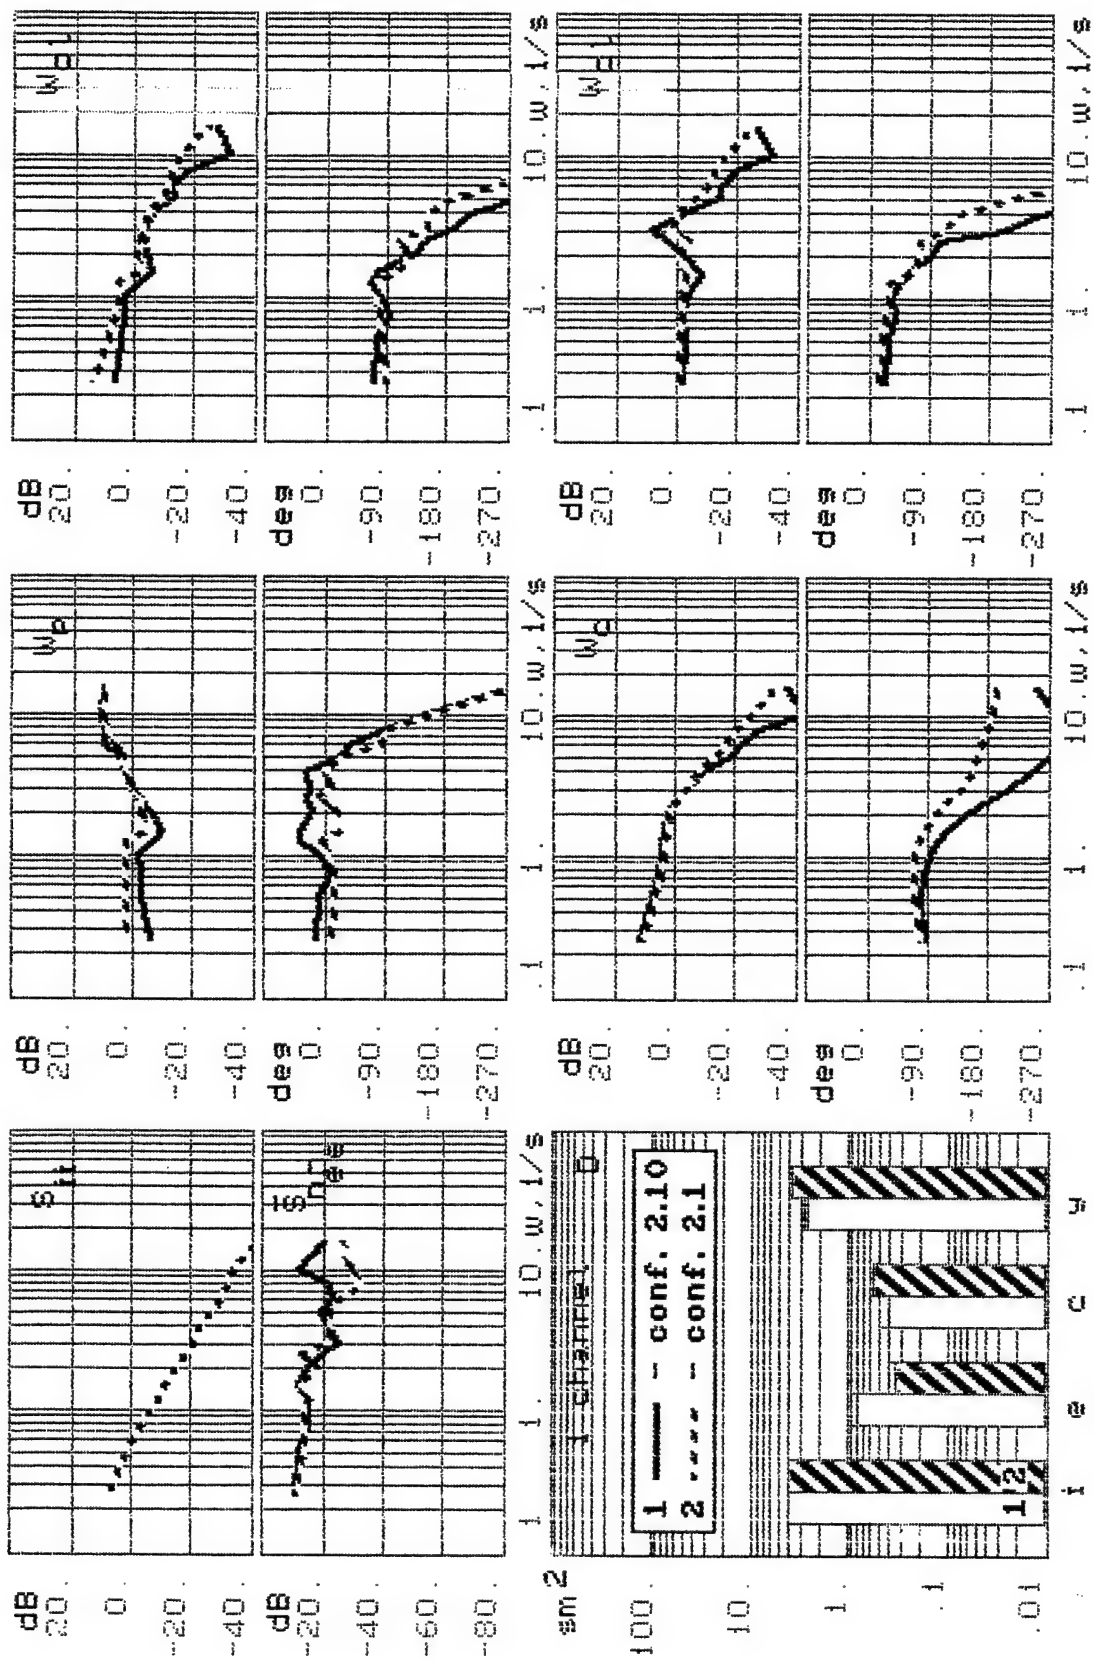 dB
20.
0.
-20.
-40.
S ii
dB
-20.
-40.
-60.
-80.
S n e e
.1
1.
10.
w,1/s
dB
20.
0.
-20.
-40.
W p
deg
0.
-90.
-180.
-270.
.1
1.
10.
w,1/s
dB
20.
0.
-20.
-40.
deg
0.
-90.
-180.
-270.
.1
1.
10.
w,1/s
sm 2
100.
10.
1.
.1
.01
1 channel
D
1 — - conf. 2.10
2 ---- - conf. 2.1
1 2
i e c y
dB
20.
0.
-20.
-40.
W c
deg
0.
-90.
-180.
-270.
.1
1.
10.
w,1/s
dB
20.
0.
-20.
-40.
W cl
deg
0.
-90.
-180.
-270.
.1
1.
10.
w,1/s